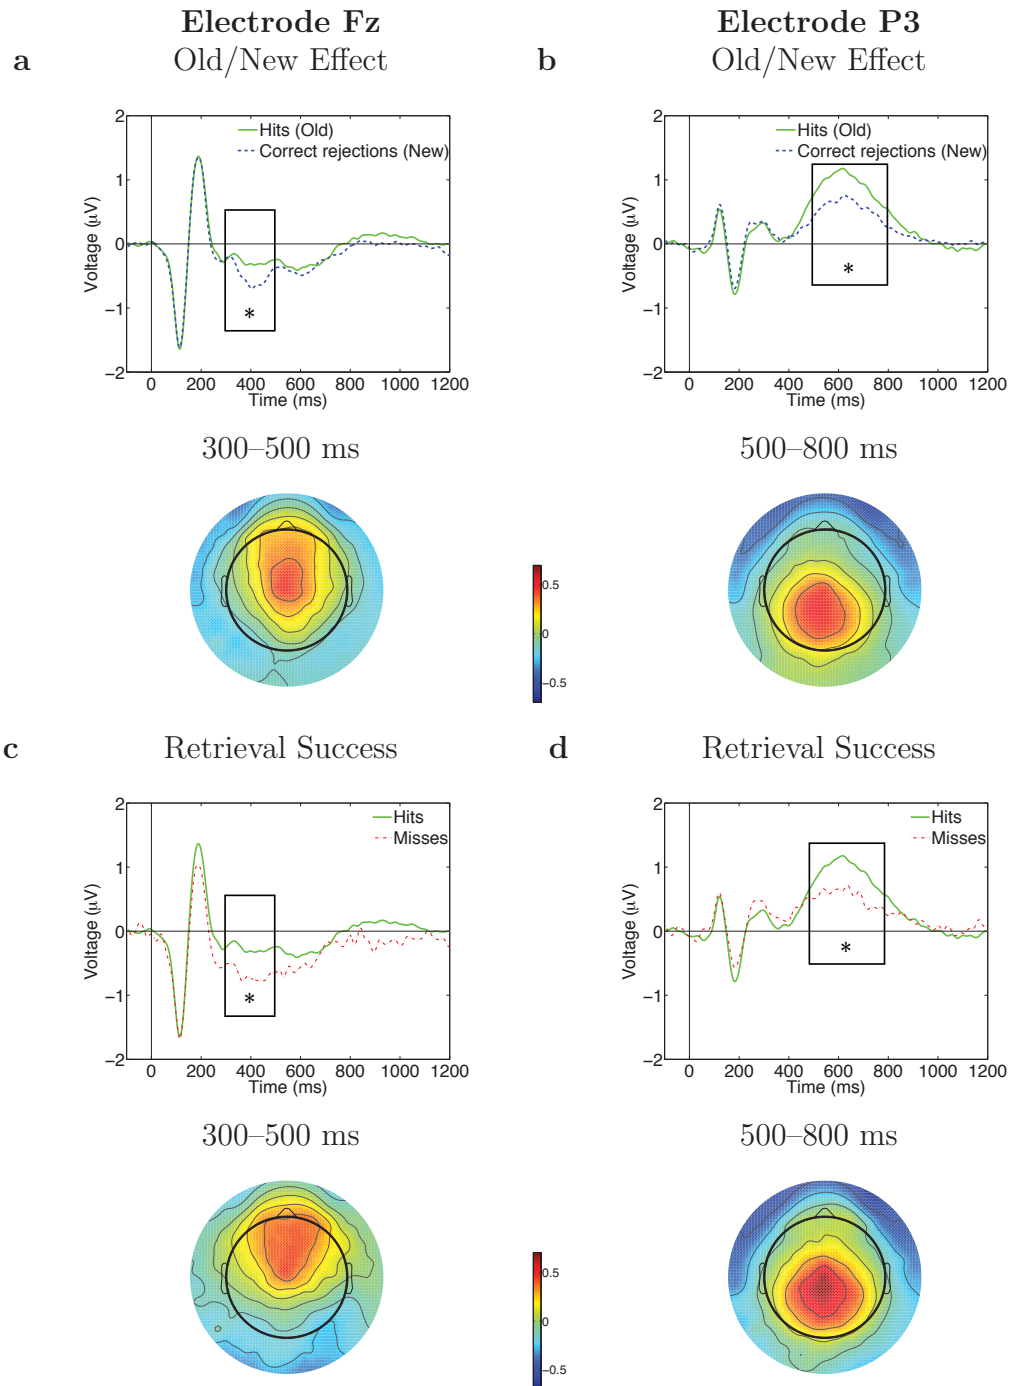 Electrode Fz
Electrode P3
a
Old/New Effect
b
Old/New Effect
2
1
0
−1
−2
Voltage (µV)
Hits (Old)
Correct rejections (New)
*
0 200 400 600 800 1000 1200
Time (ms)
2
1
0
−1
−2
Voltage (µV)
Hits (Old)
Correct rejections (New)
*
0 200 400 600 800 1000 1200
Time (ms)
300–500 ms
500–800 ms
0.5
0
−0.5
c
Retrieval Success
d
Retrieval Success
2
1
0
−1
−2
Voltage (µV)
Hits
Misses
*
0 200 400 600 800 1000 1200
Time (ms)
2
1
0
−1
−2
Voltage (µV)
Hits
Misses
*
0 200 400 600 800 1000 1200
Time (ms)
300–500 ms
500–800 ms
0.5
0
−0.5